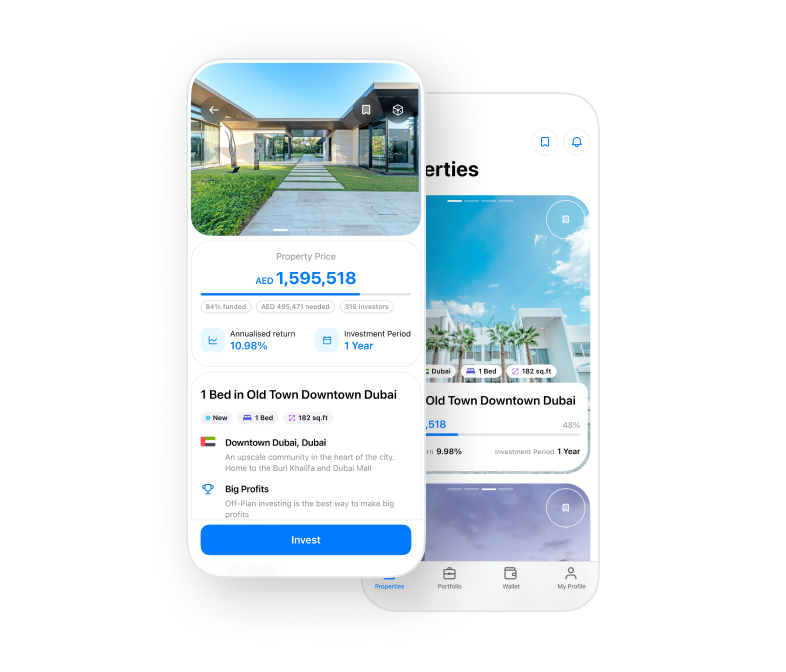 Property Price
AED 1,595,518
84% funded
AED 495,471 needed
316 investors
Annualised return
10.98%
Investment Period
1 Year
1 Bed in Old Town Downtown Dubai
New
1 Bed
182 sq.ft
Downtown Dubai, Dubai
An upscale community in the heart of the city.
Home to the Buri Khalifa and Dubai Mall
Big Profits
Off-Plan investing is the best way to make big
profits
Invest
erties
Dubai
1 Bed
182 sq.ft
Old Town Downtown Dubai
,518
48%
rn 9.98%
Investment Period 1 Year
Properties
Portfolio
Wallet
My Profile